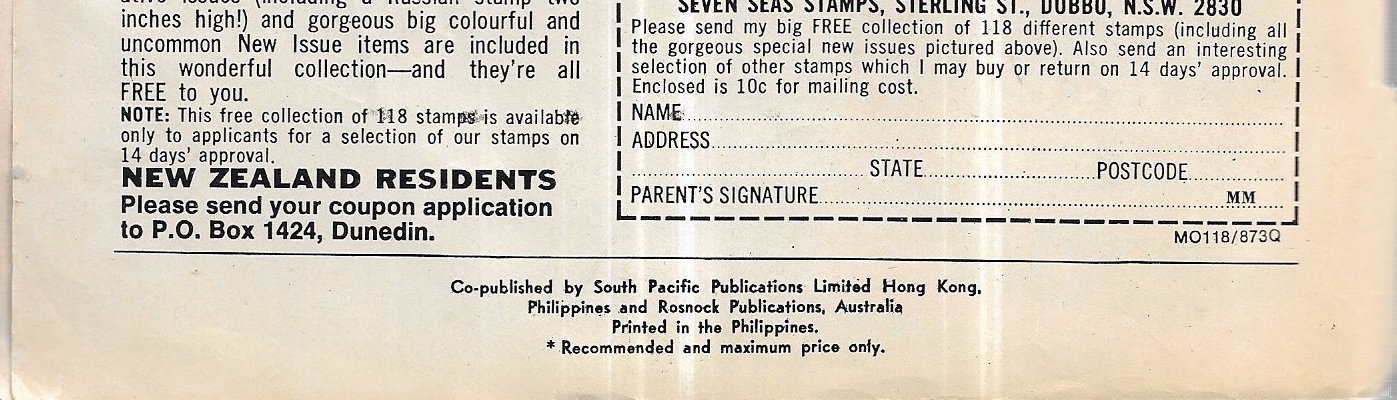 ative issues (including a Russian stamp two
inches high!) and gorgeous big colourful and
uncommon New Issue items are included in
this wonderful collection—and they're all
FREE to you.
NOTE: This free collection of 118 stamps is available
only to applicants for a selection of our stamps on
14 days' approval.
NEW ZEALAND RESIDENTS
Please send your coupon application
to P.O. Box 1424, Dunedin.
SEVEN SEAS STAMPS, STERLING ST., DUBBO, N.S.W. 2830
Please send my big FREE collection of 118 different stamps (including all
the gorgeous special new issues pictured above). Also send an interesting
selection of other stamps which I may buy or return on 14 days' approval.
Enclosed is 10c for mailing cost.
NAME
ADDRESS
STATE POSTCODE
PARENT'S SIGNATURE MM
MO118/873Q
Co-published by South Pacific Publications Limited Hong Kong,
Philippines and Rosnock Publications, Australia
Printed in the Philippines.
* Recommended and maximum price only.